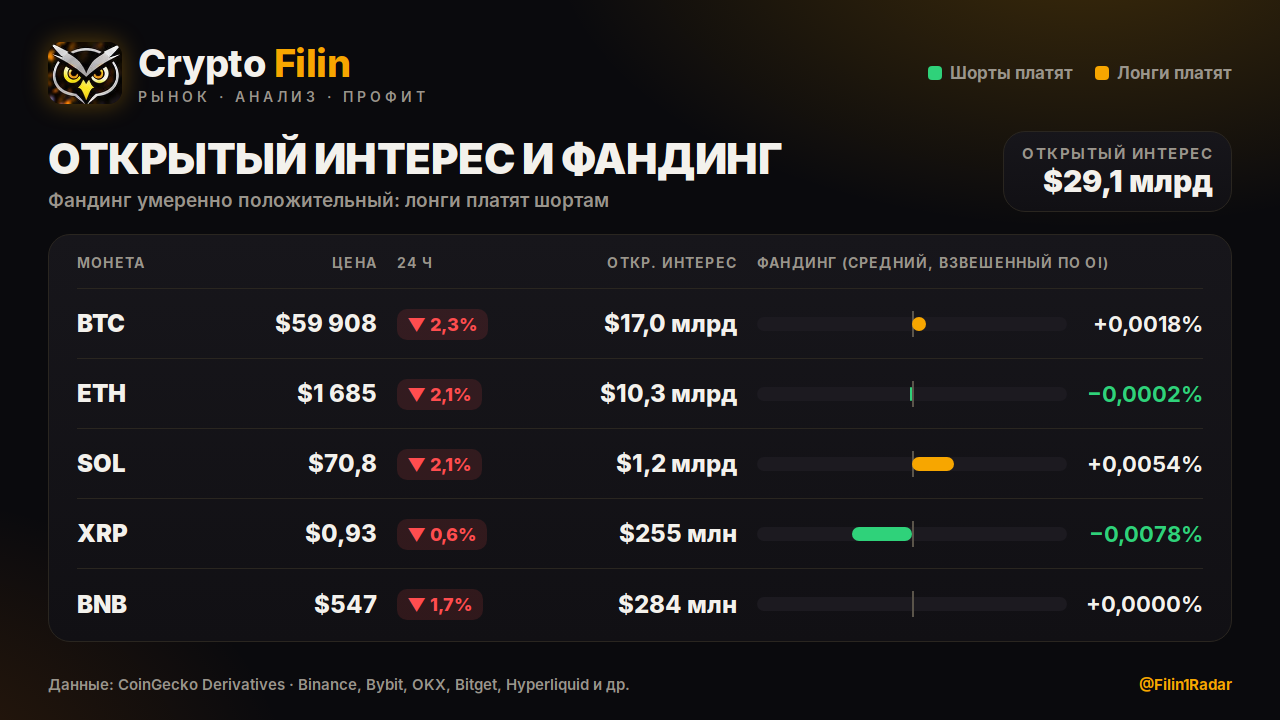 Crypto Filin
РЫНОК · АНАЛИЗ · ПРОФИТ
Шорты платят
Лонги платят
ОТКРЫТЫЙ ИНТЕРЕС И ФАНДИНГ
Фандинг умеренно положительный: лонги платят шортам
ОТКРЫТЫЙ ИНТЕРЕС
$29,1 млрд
МОНЕТА ЦЕНА 24 Ч ОТКР. ИНТЕРЕС ФАНДИНГ (СРЕДНИЙ, ВЗВЕШЕННЫЙ ПО OI)
BTC $59 908 ▼ 2,3% $17,0 млрд +0,0018%
ETH $1 685 ▼ 2,1% $10,3 млрд −0,0002%
SOL $70,8 ▼ 2,1% $1,2 млрд +0,0054%
XRP $0,93 ▼ 0,6% $255 млн −0,0078%
BNB $547 ▼ 1,7% $284 млн +0,0000%
Данные: CoinGecko Derivatives · Binance, Bybit, OKX, Bitget, Hyperliquid и др.
@Filin1Radar